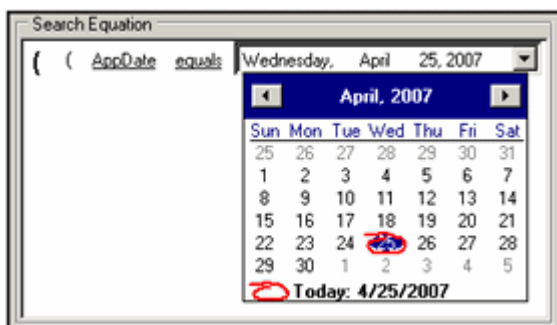 Search Equation
( ( AppDate equals Wednesday, April 25, 2007
April, 2007
Sun Mon Tue Wed Thu Fri Sat
25 26 27 28 29 30 31
1 2 3 4 5 6 7
8 9 10 11 12 13 14
15 16 17 18 19 20 21
22 23 24 25 26 27 28
29 30 1 2 3 4 5
Today: 4/25/2007